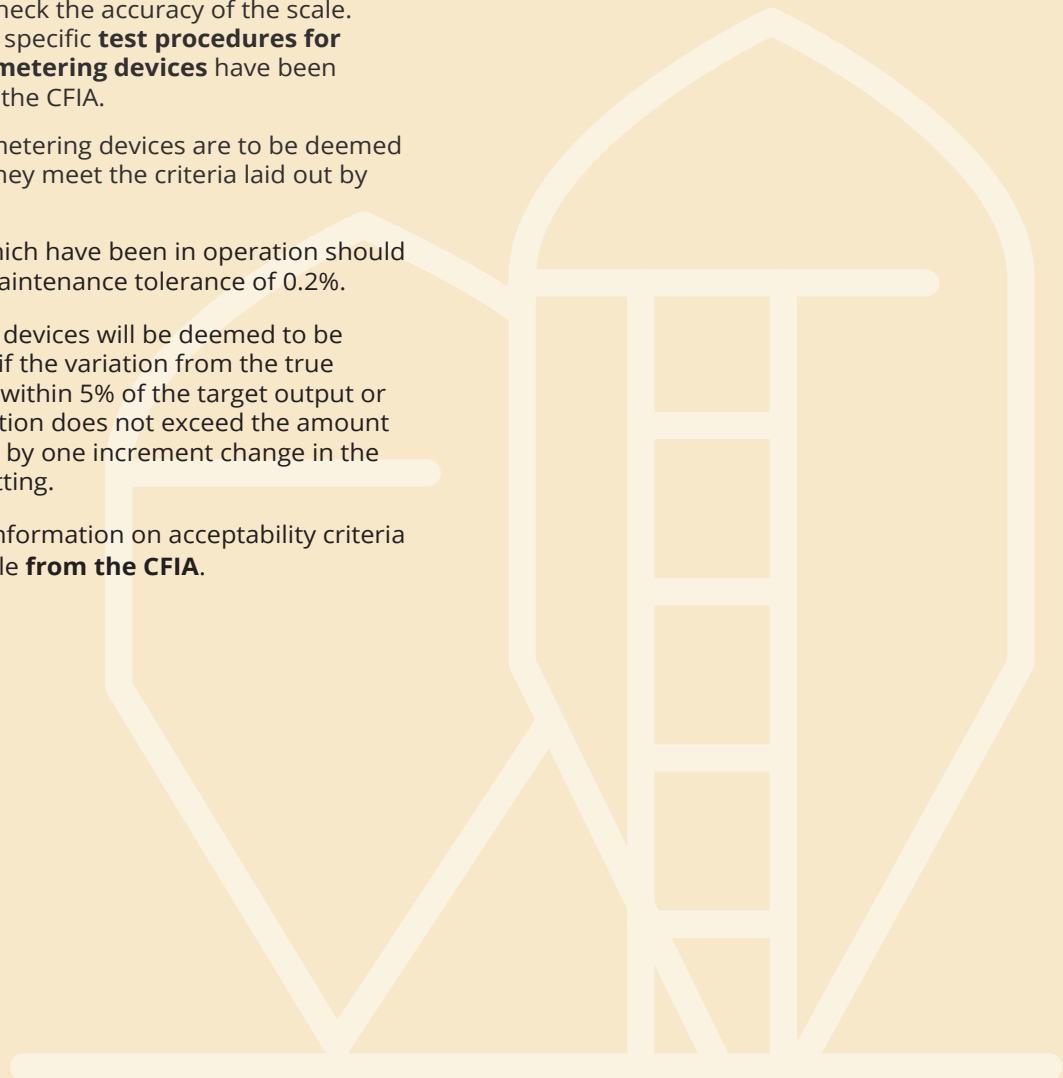 heck the accuracy of the scale.
specific test procedures for
metering devices have been
the CFIA.
metering devices are to be deemed
hey meet the criteria laid out by
hich have been in operation should
aintenance tolerance of 0.2%.
devices will be deemed to be
if the variation from the true
within 5% of the target output or
tion does not exceed the amount
by one increment change in the
tting.
nformation on acceptability criteria
le from the CFIA.